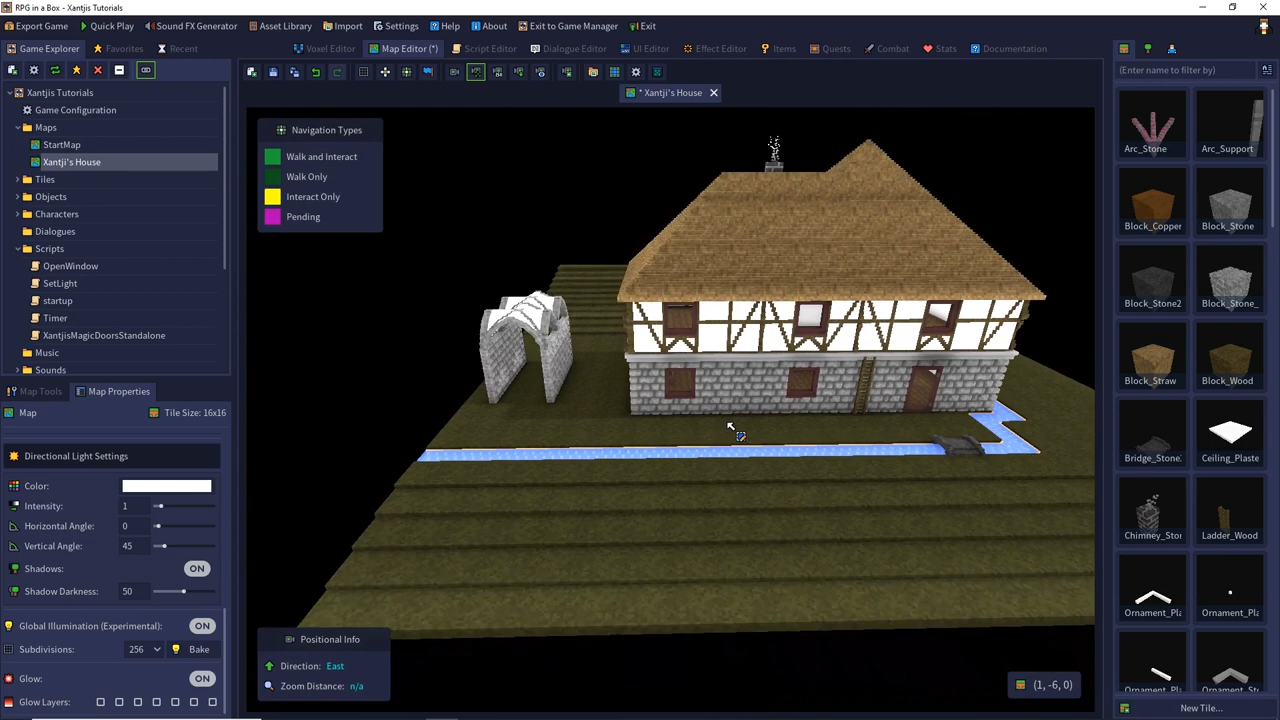 RPG in a Box - Xantjis Tutorials
Export Game Quick Play Sound FX Generator Asset Library Import Settings Help About Exit to Game Manager Exit
Game Explorer Favorites Recent Voxel Editor Map Editor (*) Script Editor Dialogue Editor UI Editor Effect Editor Items Quests Combat Stats Documentation
(Enter name to filter by)
Xantjis Tutorials
Game Configuration
Maps
StartMap
Xantji's House
Tiles
Objects
Characters
Dialogues
Scripts
OpenWindow
SetLight
startup
Timer
XantjisMagicDoorsStandalone
Music
Sounds
Map Tools Map Properties
Map Tile Size: 16x16
Directional Light Settings
Color:
Intensity: 1
Horizontal Angle: 0
Vertical Angle: 45
Shadows: ON
Shadow Darkness: 50
Global Illumination (Experimental): ON
Subdivisions: 256 Bake
Glow: ON
Glow Layers:
* Xantji's House
Navigation Types
Walk and Interact
Walk Only
Interact Only
Pending
Positional Info
Direction: East
Zoom Distance: n/a
(1, -6, 0)
Arc_Stone Arc_Support
Block_Copper Block_Stone
Block_Stone2 Block_Stone_
Block_Straw Block_Wood
Bridge_Stone Ceiling_Plaste
Chimney_Stor Ladder_Wood
Ornament_Pla Ornament_Pla
Ornament_Pla Ornament_St
New Tile...